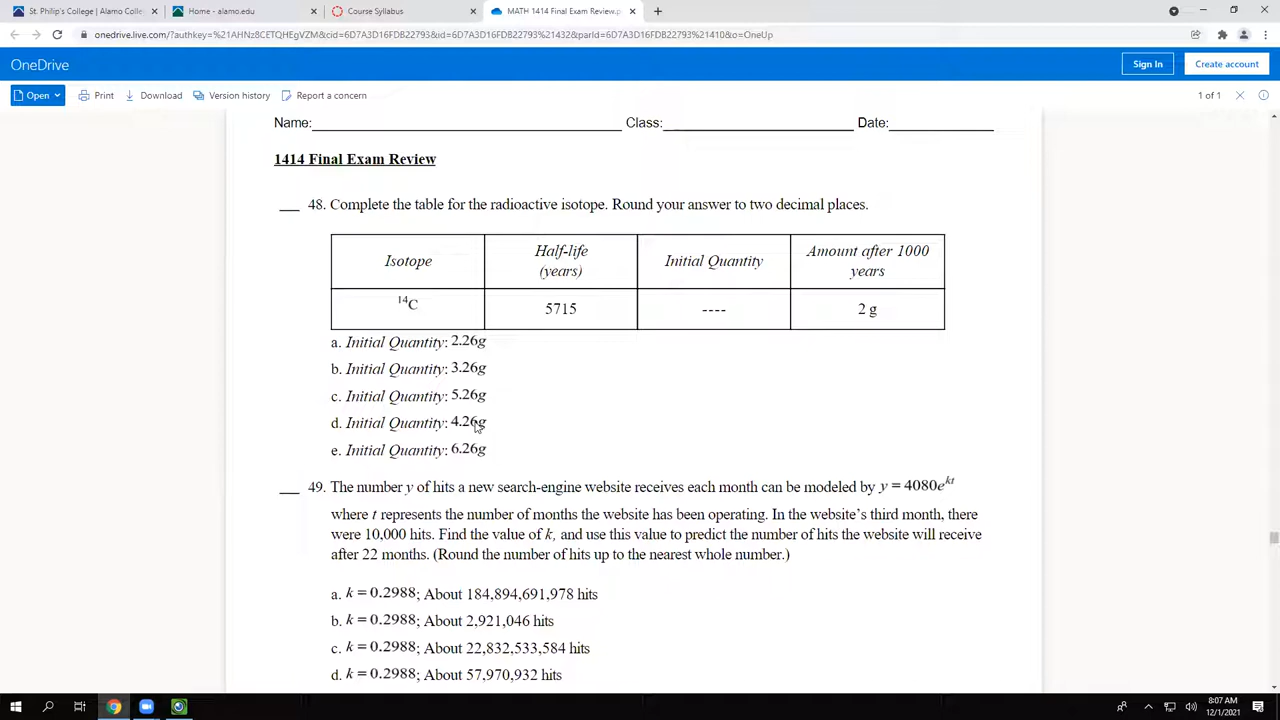 St. Philip's College | Alamo Colle
Home - alamo.edu
Course Syllabus
MATH 1414 Final Exam Review.p
onedrive.live.com/?authkey=%21AHNz8CETQHEgVZM&cid=6D7A3D16FDB22793&id=6D7A3D16FDB22793%21432&parId=6D7A3D16FDB22793%21410&o=OneUp
OneDrive
Sign In
Create account
Open
Print
Download
Version history
Report a concern
1 of 1
Name:____ Class:____ Date:____
1414 Final Exam Review
___ 48. Complete the table for the radioactive isotope. Round your answer to two decimal places.
Isotope
Half-life (years)
Initial Quantity
Amount after 1000 years
¹⁴C
5715
----
2 g
a. Initial Quantity: 2.26g
b. Initial Quantity: 3.26g
c. Initial Quantity: 5.26g
d. Initial Quantity: 4.26g
e. Initial Quantity: 6.26g
___ 49. The number y of hits a new search-engine website receives each month can be modeled by y = 4080e^{kt}
where t represents the number of months the website has been operating. In the website's third month, there
were 10,000 hits. Find the value of k, and use this value to predict the number of hits the website will receive
after 22 months. (Round the number of hits up to the nearest whole number.)
a. k = 0.2988; About 184,894,691,978 hits
b. k = 0.2988; About 2,921,046 hits
c. k = 0.2988; About 22,832,533,584 hits
d. k = 0.2988; About 57,970,932 hits
8:07 AM
12/1/2021